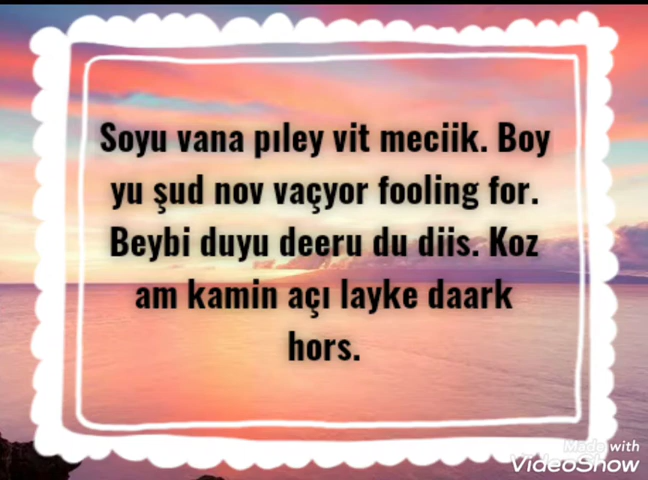 Soyu vana pıley vit meciik. Boy
yu şud nov vaçyor fooling for.
Beybi duyu deeru du diis. Koz
am kamin açı layke daark
hors.
Made with
VideoShow